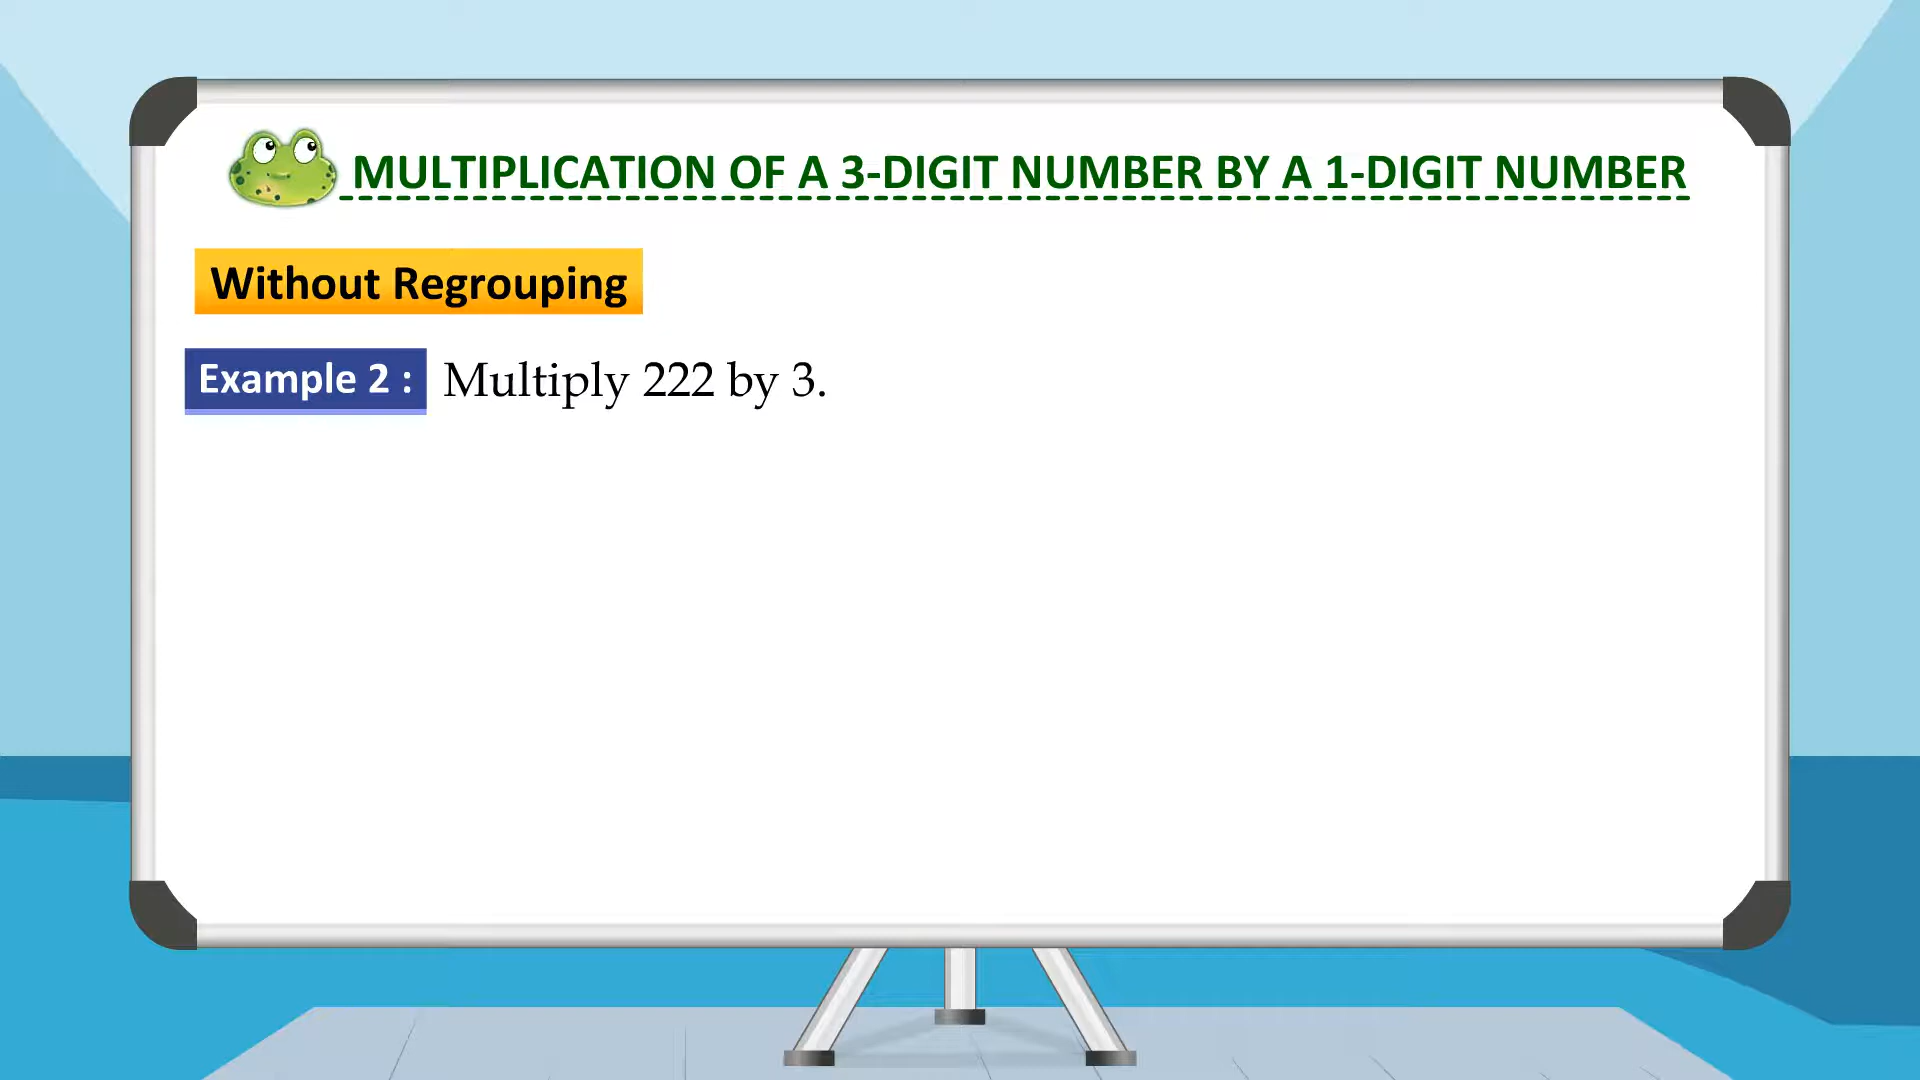 MULTIPLICATION OF A 3-DIGIT NUMBER BY A 1-DIGIT NUMBER
Without Regrouping
Example 2 : Multiply 222 by 3.